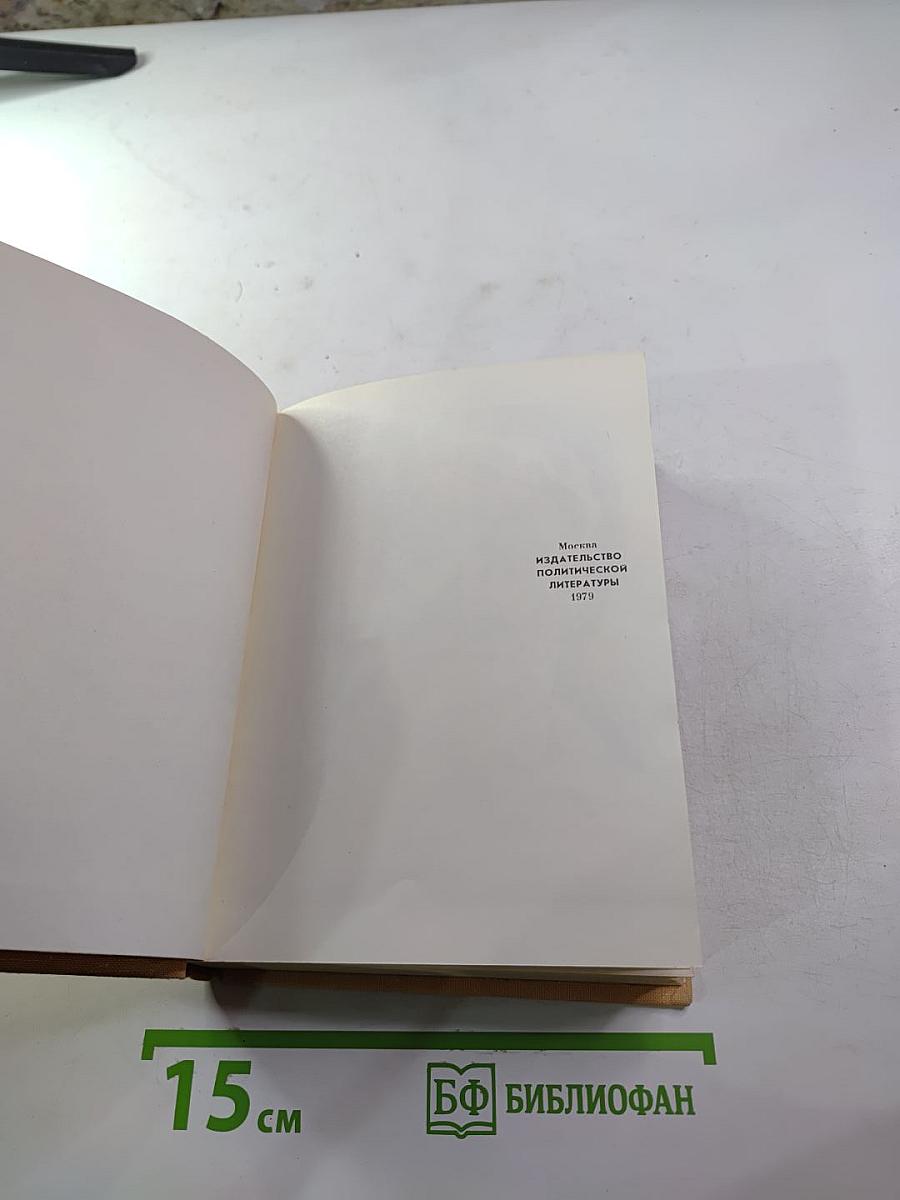 Москва
ИЗДАТЕЛЬСТВО
ПОЛИТИЧЕСКОЙ
ЛИТЕРАТУРЫ
1979
15 см
БФ БИБЛИОФАН